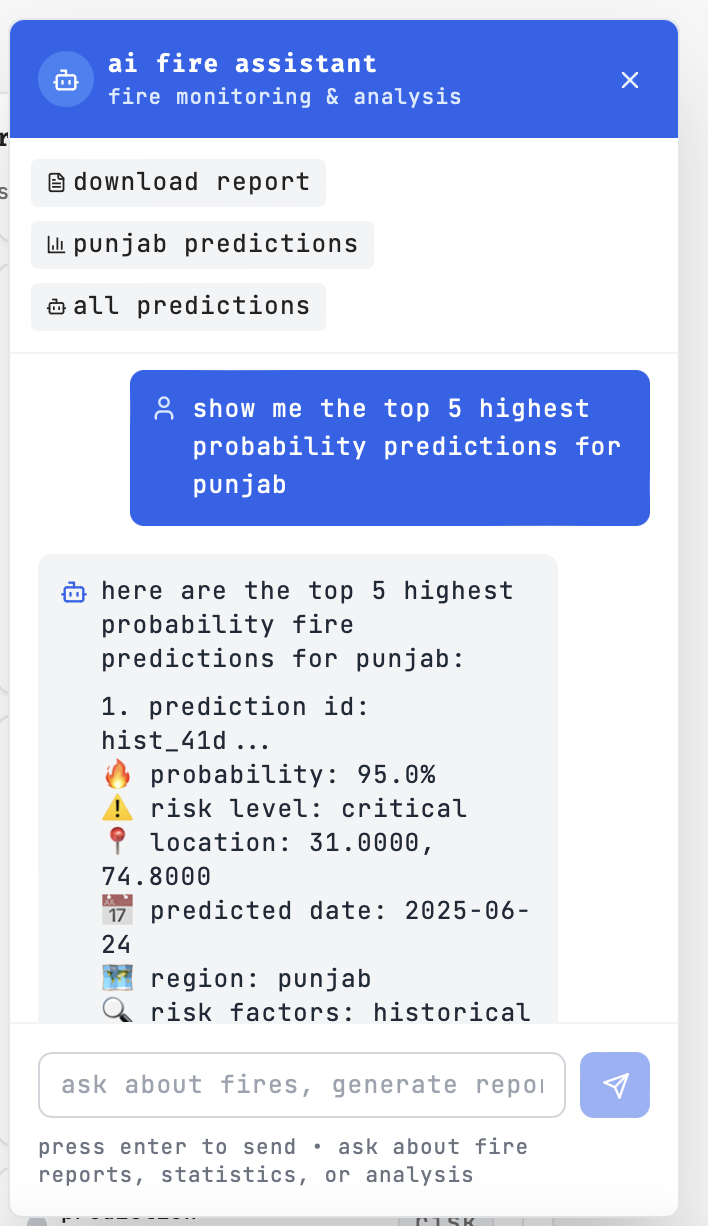 ai fire assistant
fire monitoring & analysis
download report
punjab predictions
all predictions
show me the top 5 highest
probability predictions for
punjab
here are the top 5 highest
probability fire
predictions for punjab:
1. prediction id:
hist_41d...
🔥 probability: 95.0%
⚠️ risk level: critical
📍 location: 31.0000,
74.8000
📅 predicted date: 2025-06-
24
🗺️ region: punjab
🔍 risk factors: historical
ask about fires, generate repor
press enter to send • ask about fire
reports, statistics, or analysis
prediction
risk